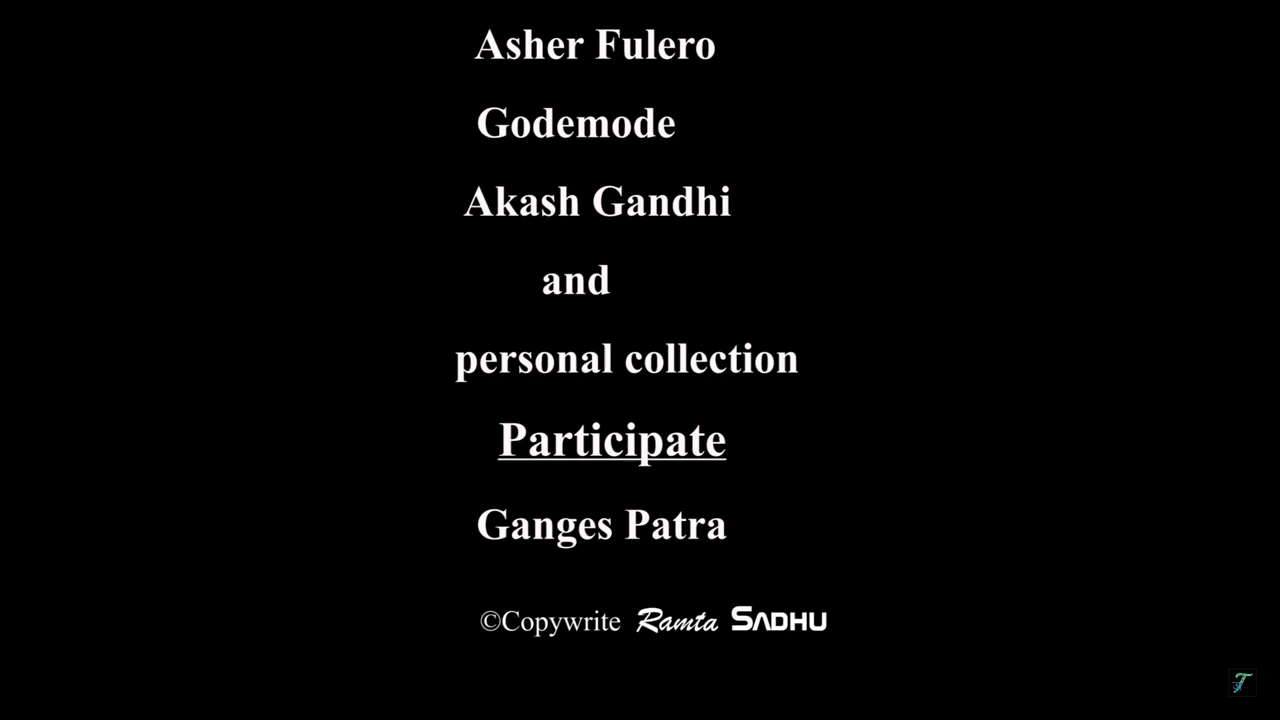 Asher Fulero
Godemode
Akash Gandhi
and
personal collection
Participate
Ganges Patra
©Copywrite Ramta SADHU